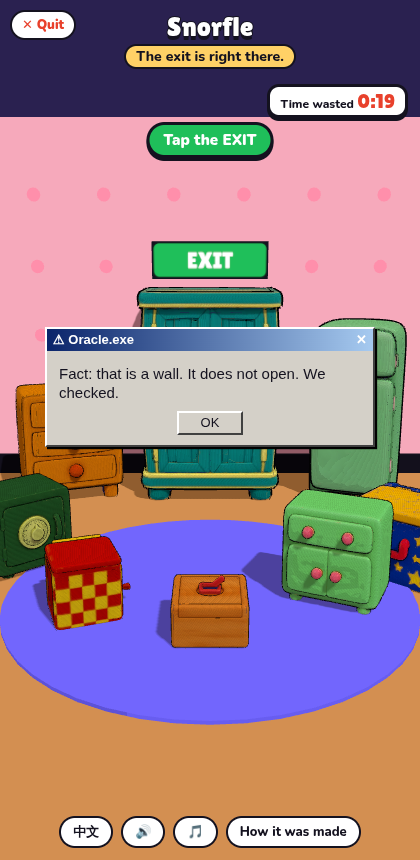 ✕ Quit
Snorfle
The exit is right there.
Time wasted 0:19
Tap the EXIT
EXIT
⚠ Oracle.exe ✕
Fact: that is a wall. It does not open. We
checked.
OK
中文
How it was made